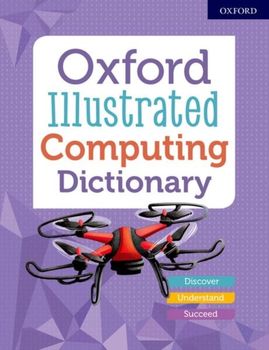 OXFORD
Oxford
Illustrated
Computing
Dictionary
Discover
Understand
Succeed